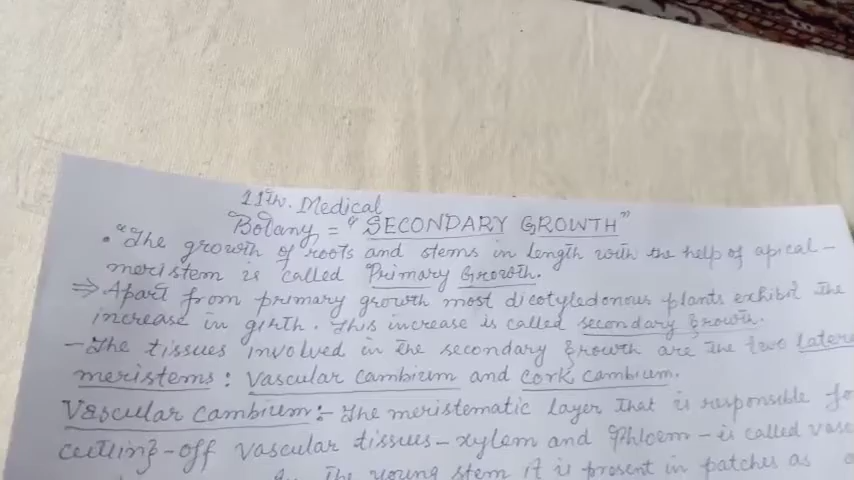 11th. Medical
Botany = "SECONDARY GROWTH"
• "The growth of roots and stems in length with the help of apical -
meristem is called Primary Growth.
⇒ Apart from primary growth most dicotyledonous plants exhibit the
increase in girth. This increase is called secondary growth.
- The tissues involved in the secondary growth are the two latera
meristems: Vascular cambium and cork cambium.
Vascular cambium:- The meristematic layer that is responsible fo
cutting-off vascular tissues-xylem and Phloem-is called vasc
The young stem it is present in patches as